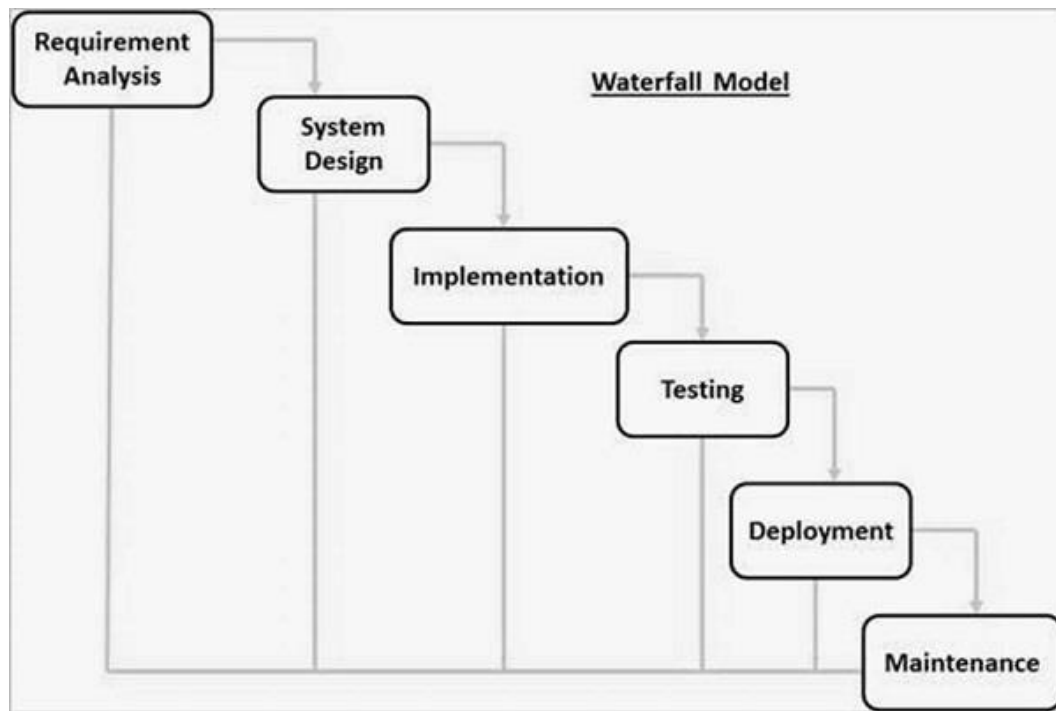 Requirement
Analysis
Waterfall Model
System
Design
Implementation
Testing
Deployment
Maintenance